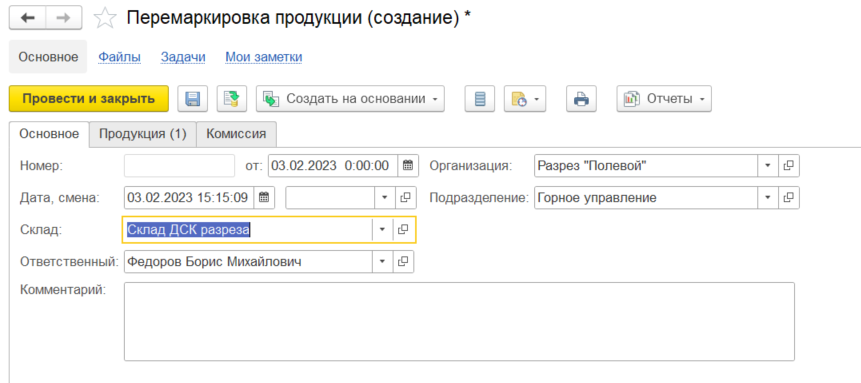 Перемаркировка продукции (создание) *
Основное Файлы Задачи Мои заметки
Провести и закрыть Создать на основании Отчеты
Основное Продукция (1) Комиссия
Номер: от: 03.02.2023 0:00:00 Организация: Разрез "Полевой"
Дата, смена: 03.02.2023 15:15:09 Подразделение: Горное управление
Склад: Склад ДСК разреза
Ответственный: Федоров Борис Михайлович
Комментарий: